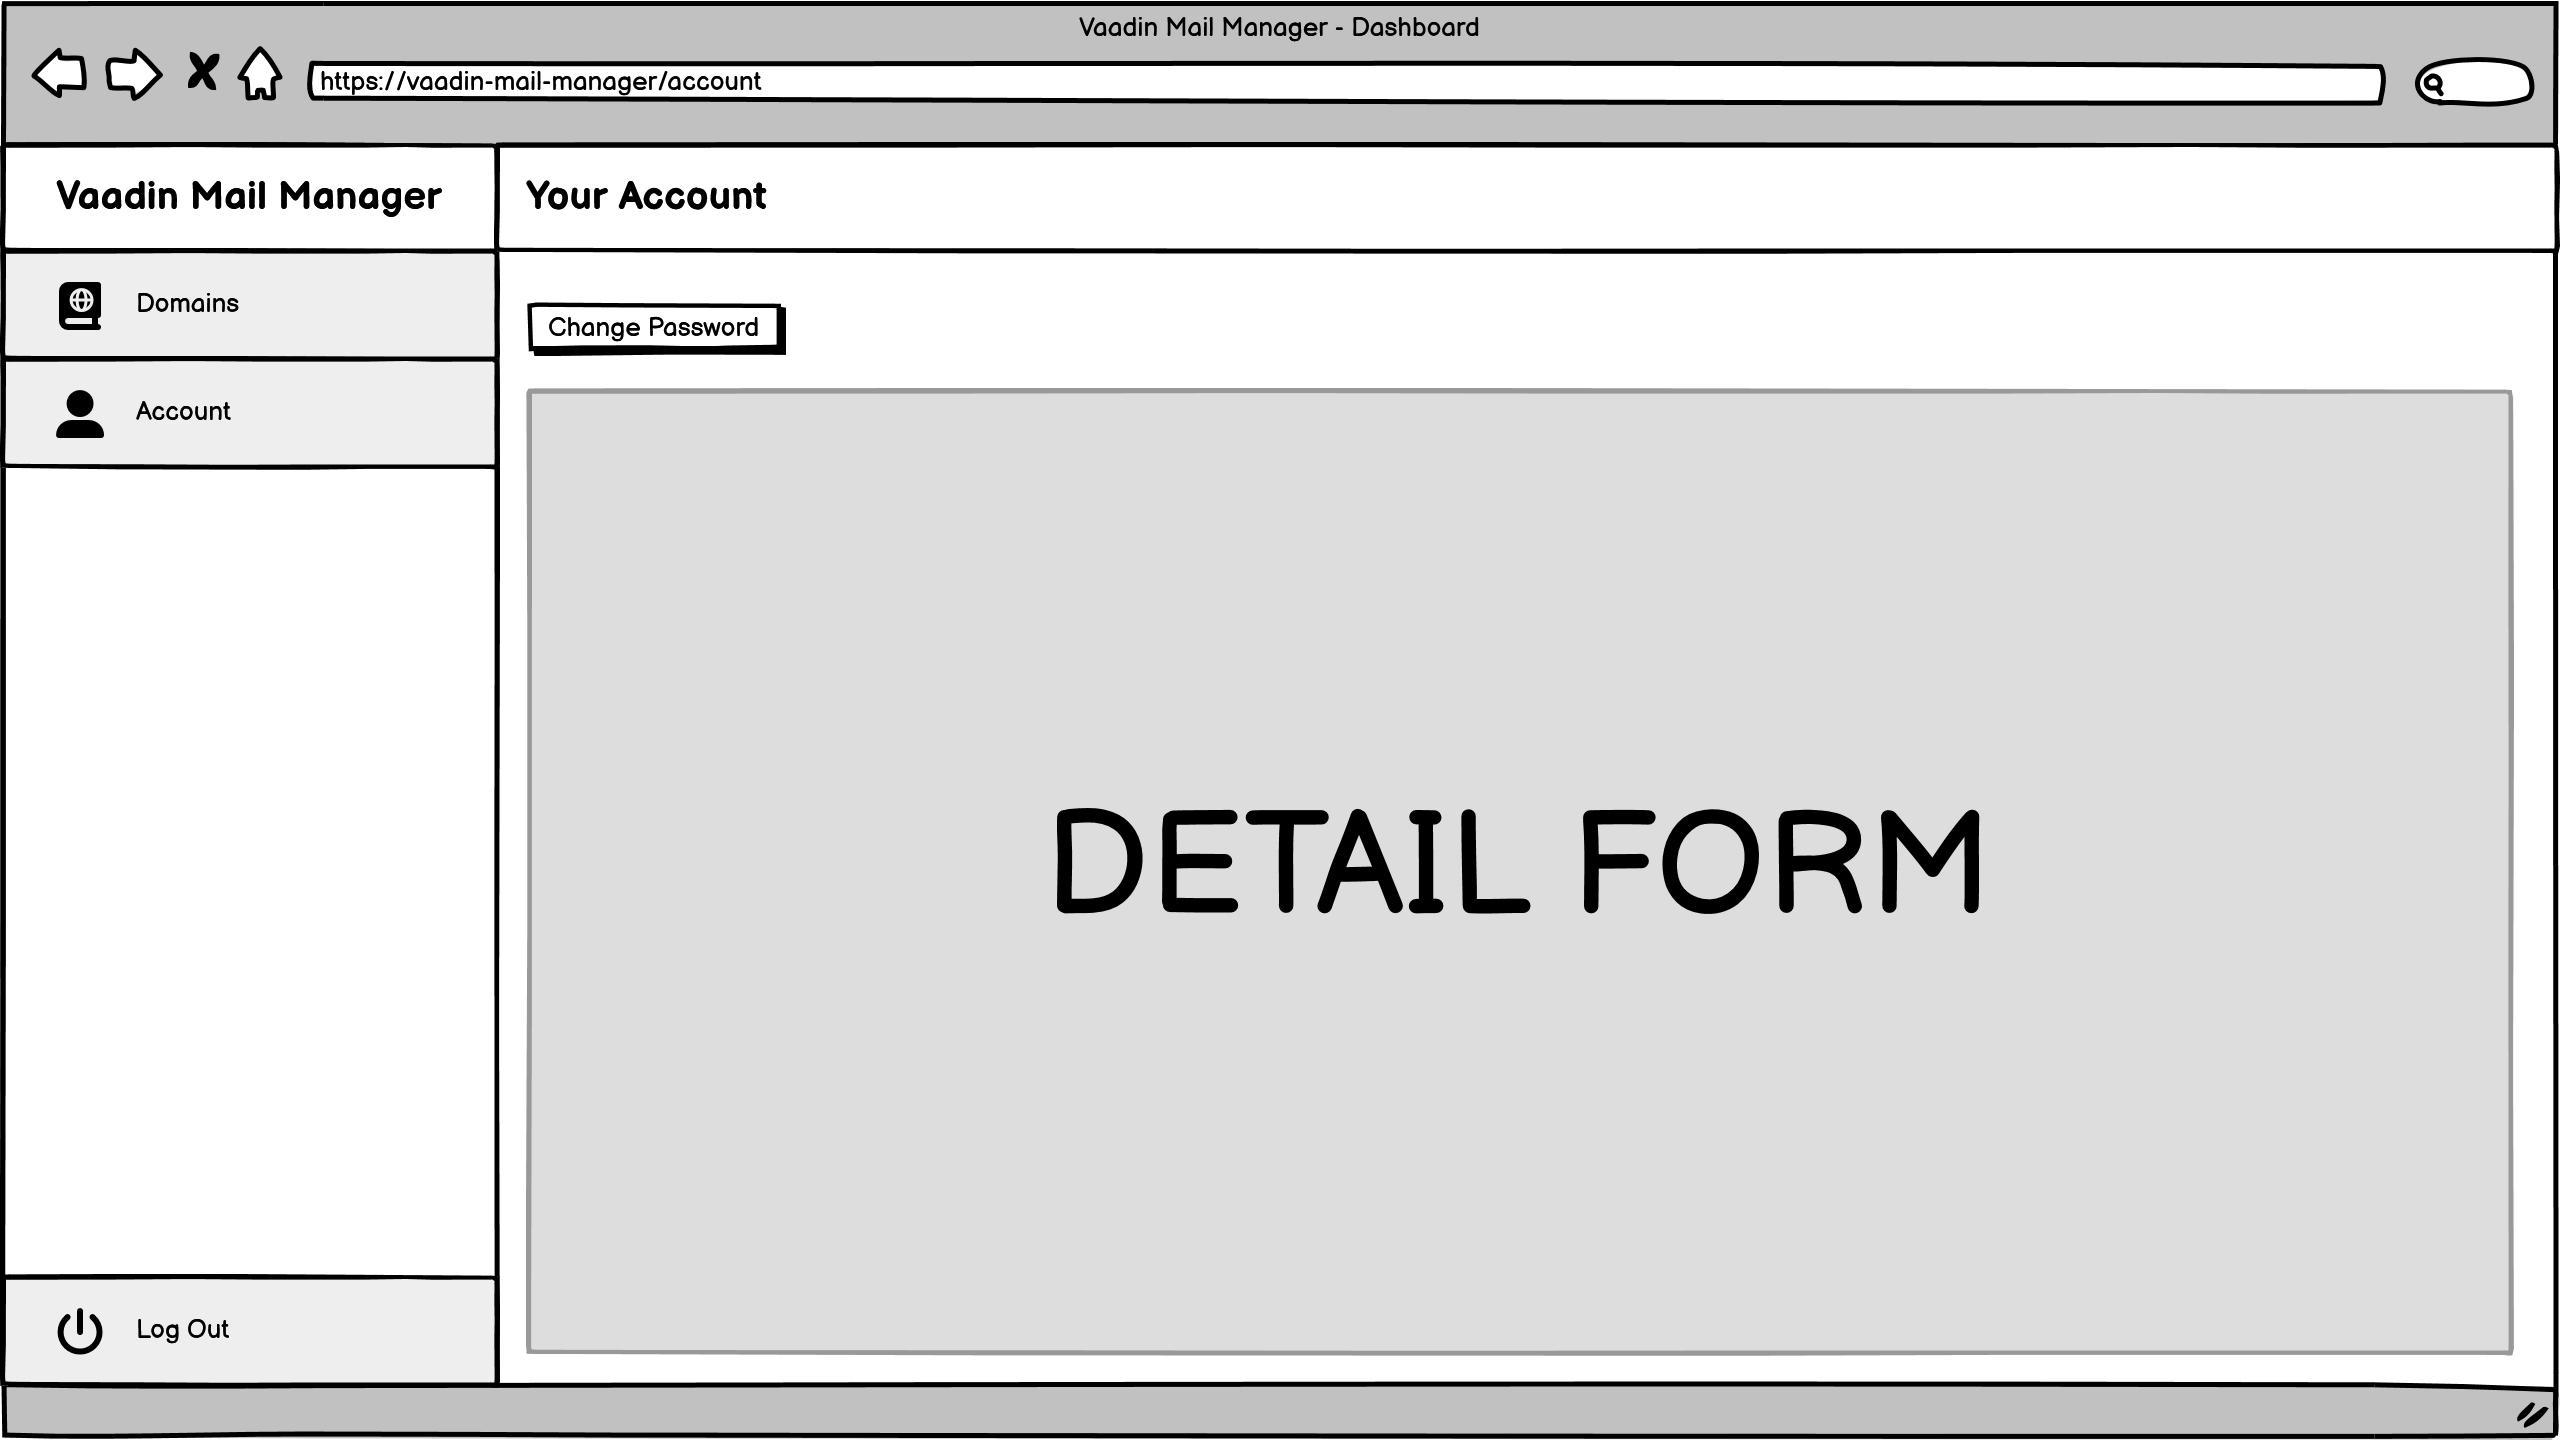 Vaadin Mail Manager - Dashboard
https://vaadin-mail-manager/account
Vaadin Mail Manager
Your Account
Domains
Change Password
Account
DETAIL FORM
Log Out